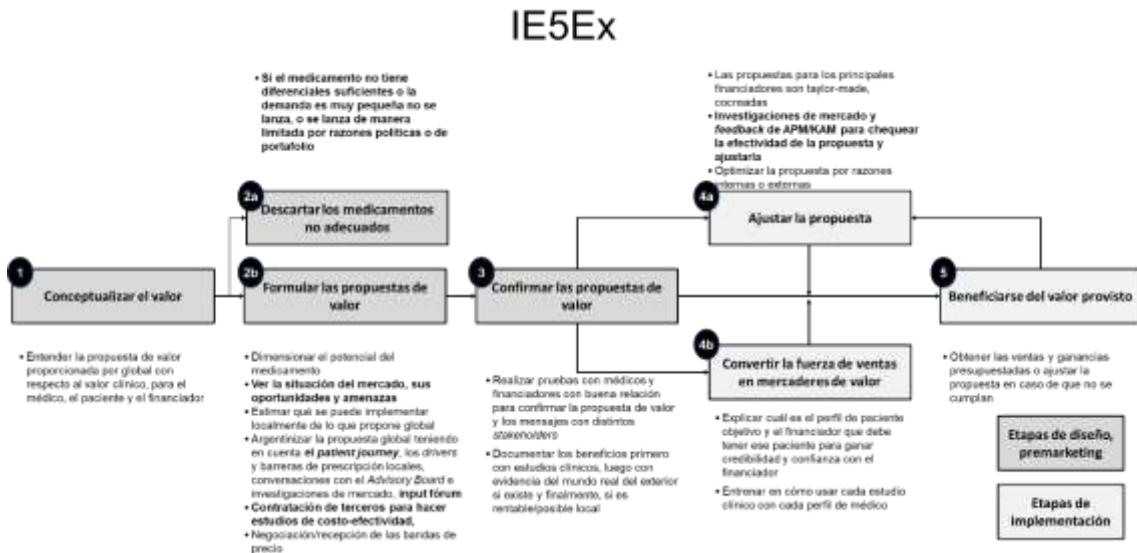 IE5Ex
• Si el medicamento no tiene
diferenciales suficientes o la
demanda es muy pequeña no se
lanza, o se lanza de manera
limitada por razones políticas o de
portafolio
• Las propuestas para los principales
financiadores son taylor-made,
cocreadas
• Investigaciones de mercado y
feedback de APM/KAM para chequear
la efectividad de la propuesta y
ajustarla
• Optimizar la propuesta por razones
internas o externas
2a
Descartar los medicamentos
no adecuados
4a
Ajustar la propuesta
1
Conceptualizar el valor
2b
Formular las propuestas de
valor
3
Confirmar las propuestas de
valor
5
Beneficiarse del valor provisto
4b
Convertir la fuerza de ventas
en mercaderes de valor
• Entender la propuesta de valor
proporcionada por global con
respecto al valor clínico, para el
médico, el paciente y el financiador
• Dimensionar el potencial del
medicamento
• Ver la situación del mercado, sus
oportunidades y amenazas
• Estimar qué se puede implementar
localmente de lo que propone global
• Argentinizar la propuesta global teniendo
en cuenta el patient journey, los drivers
y barreras de prescripción locales,
conversaciones con el Advisory Board e
investigaciones de mercado, input fórum
• Contratación de terceros para hacer
estudios de costo-efectividad,
• Negociación/recepción de las bandas de
precio
• Realizar pruebas con médicos y
financiadores con buena relación
para confirmar la propuesta de valor
y los mensajes con distintos
stakeholders
• Documentar los beneficios primero
con estudios clínicos, luego con
evidencia del mundo real del exterior
si existe y finalmente, si es
rentable/posible local
• Explicar cuál es el perfil de paciente
objetivo y el financiador que debe
tener ese paciente para ganar
credibilidad y confianza con el
financiador
• Entrenar en cómo usar cada estudio
clínico con cada perfil de médico
• Obtener las ventas y ganancias
presupuestadas o ajustar la
propuesta en caso de que no se
cumplan
Etapas de diseño,
premarketing
Etapas de
implementación